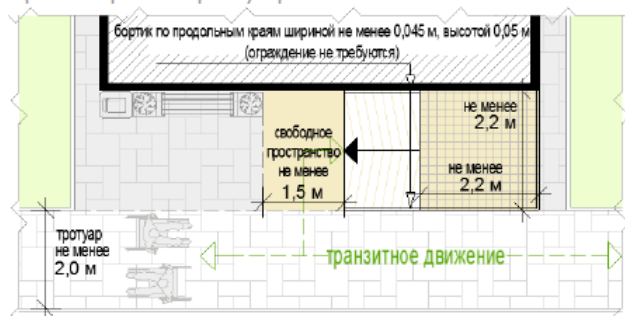 бортик по продольным краям шириной не менее 0,045 м, высотой 0,05 м
(ограждение не требуются)
не менее
2,2 м
свободное
пространство
не менее
1,5 м
не менее
2,2 м
тротуар
не менее
2,0 м
транзитное движение